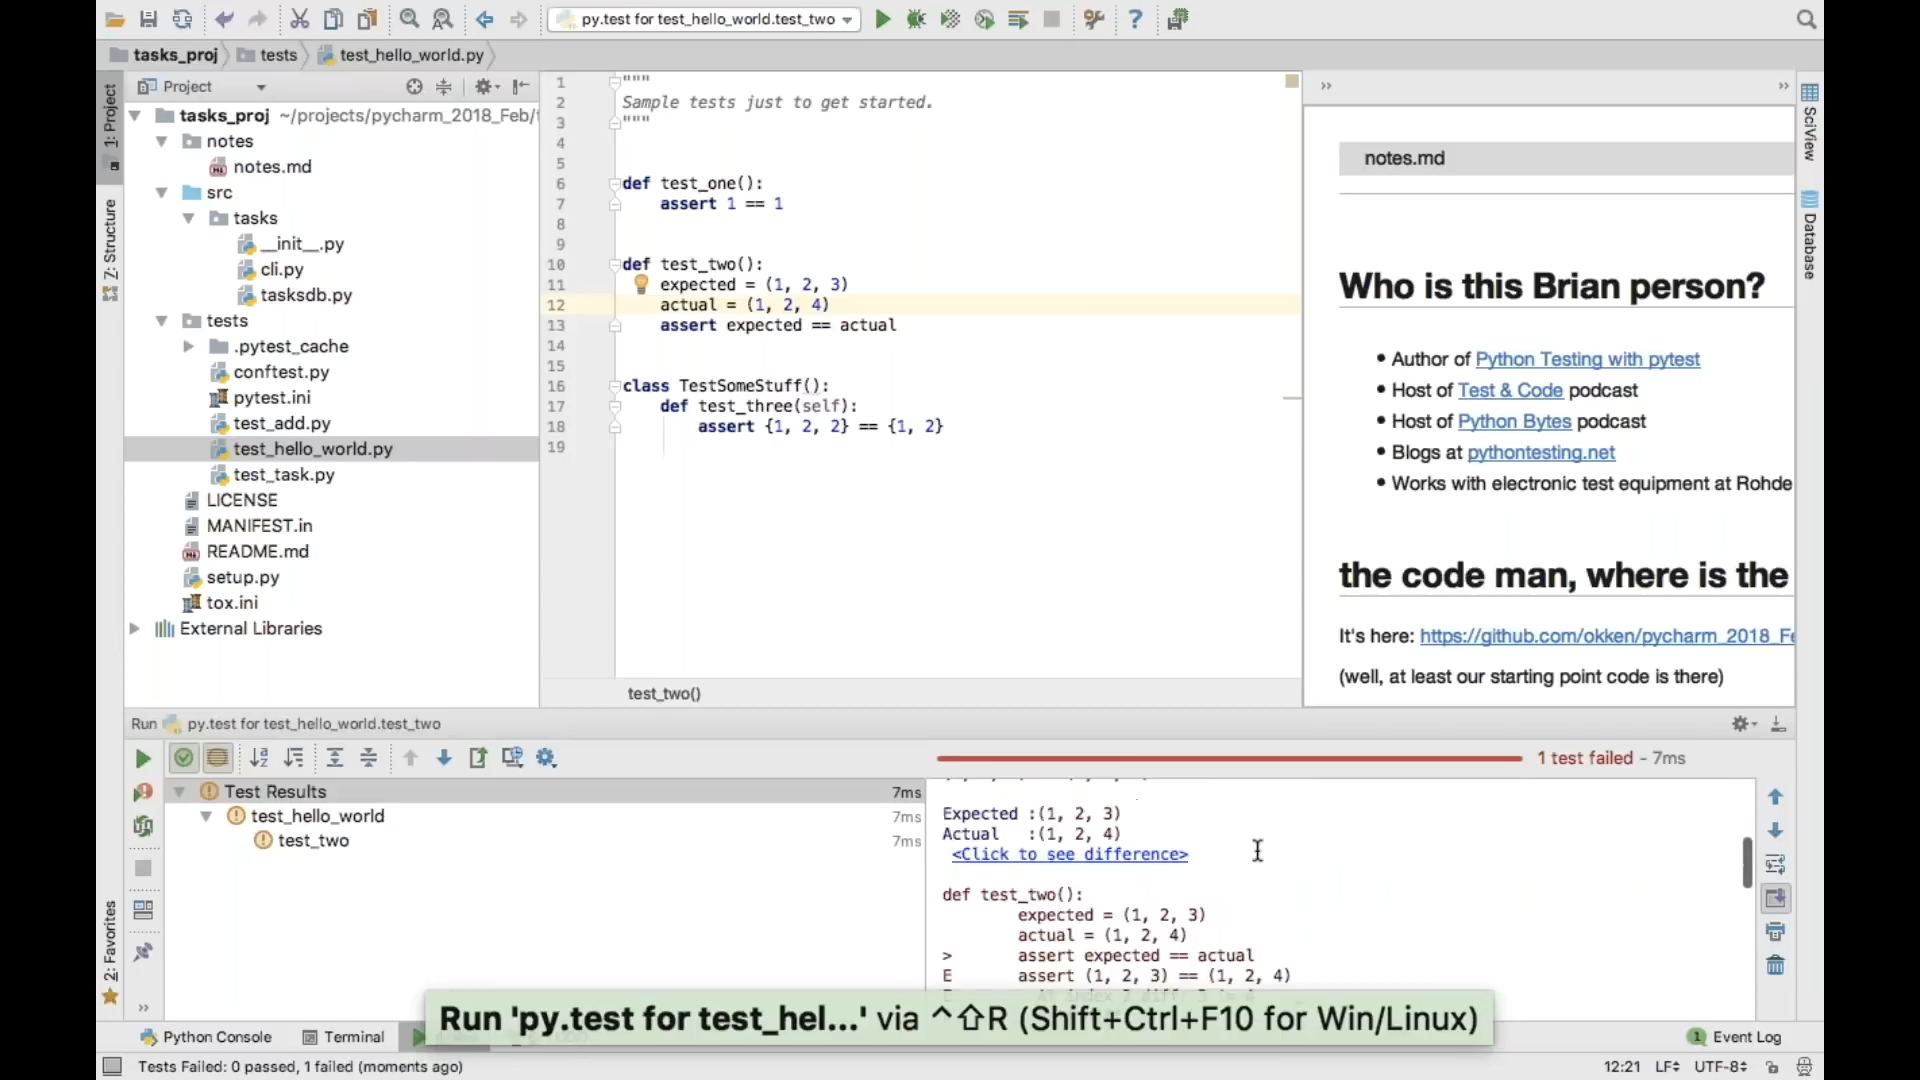 py.test for test_hello_world.test_two
tasks_proj
tests
test_hello_world.py
1: Project
Z: Structure
2: Favorites
Project
tasks_proj ~/projects/pycharm_2018_Feb/
notes
notes.md
src
tasks
__init__.py
cli.py
tasksdb.py
tests
.pytest_cache
conftest.py
pytest.ini
test_add.py
test_hello_world.py
test_task.py
LICENSE
MANIFEST.in
README.md
setup.py
tox.ini
External Libraries
1 """
2 Sample tests just to get started.
3 """
4
5
6 def test_one():
7 assert 1 == 1
8
9
10 def test_two():
11 expected = (1, 2, 3)
12 actual = (1, 2, 4)
13 assert expected == actual
14
15
16 class TestSomeStuff():
17 def test_three(self):
18 assert {1, 2, 2} == {1, 2}
19
test_two()
notes.md
Who is this Brian person?
• Author of Python Testing with pytest
• Host of Test & Code podcast
• Host of Python Bytes podcast
• Blogs at pythontesting.net
• Works with electronic test equipment at Rohde
the code man, where is the
It's here: https://github.com/okken/pycharm_2018_Fe
(well, at least our starting point code is there)
SciView
Database
Run py.test for test_hello_world.test_two
1 test failed - 7ms
Test Results 7ms
test_hello_world 7ms
test_two 7ms
Expected :(1, 2, 3)
Actual :(1, 2, 4)
<Click to see difference>
def test_two():
expected = (1, 2, 3)
actual = (1, 2, 4)
> assert expected == actual
E assert (1, 2, 3) == (1, 2, 4)
Run 'py.test for test_hel...' via ^⇧R (Shift+Ctrl+F10 for Win/Linux)
Python Console
Terminal
1 Event Log
Tests Failed: 0 passed, 1 failed (moments ago)
12:21 LF UTF-8